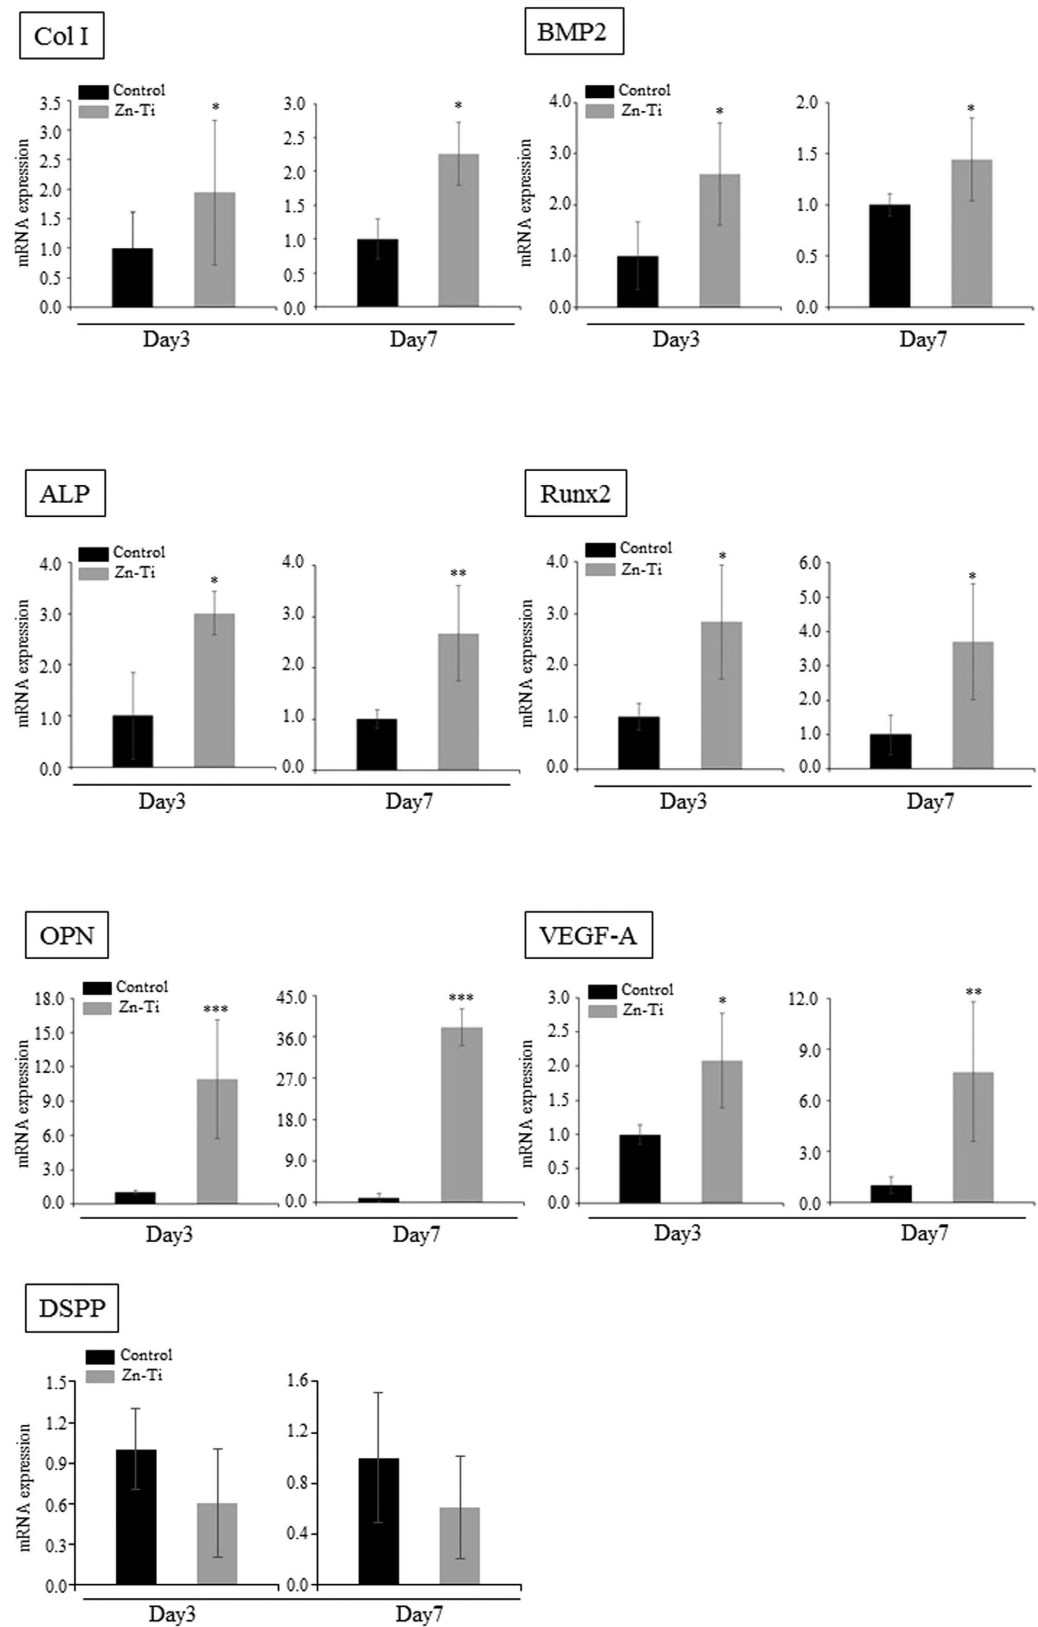 Col I
BMP2
Control
Zn-Ti
*
*
3.5
3.0
2.5
2.0
1.5
1.0
0.5
0.0
mRNA expression
3.0
2.5
2.0
1.5
1.0
0.5
0.0
Day3
Day7
Control
Zn-Ti
*
*
4.0
3.0
2.0
1.0
0.0
mRNA expression
2.0
1.5
1.0
0.5
0.0
Day3
Day7
ALP
Runx2
Control
Zn-Ti
*
**
4.0
3.0
2.0
1.0
0.0
mRNA expression
4.0
3.0
2.0
1.0
0.0
Day3
Day7
Control
Zn-Ti
*
*
4.0
3.0
2.0
1.0
0.0
mRNA expression
6.0
5.0
4.0
3.0
2.0
1.0
0.0
Day3
Day7
OPN
VEGF-A
Control
Zn-Ti
***
***
18.0
15.0
12.0
9.0
6.0
3.0
0.0
mRNA expression
45.0
36.0
27.0
18.0
9.0
0.0
Day3
Day7
Control
Zn-Ti
*
**
3.0
2.5
2.0
1.5
1.0
0.5
0.0
mRNA expression
12.0
9.0
6.0
3.0
0.0
Day3
Day7
DSPP
Control
Zn-Ti
1.5
1.2
0.9
0.6
0.3
0.0
mRNA expression
1.6
1.2
0.8
0.4
0.0
Day3
Day7